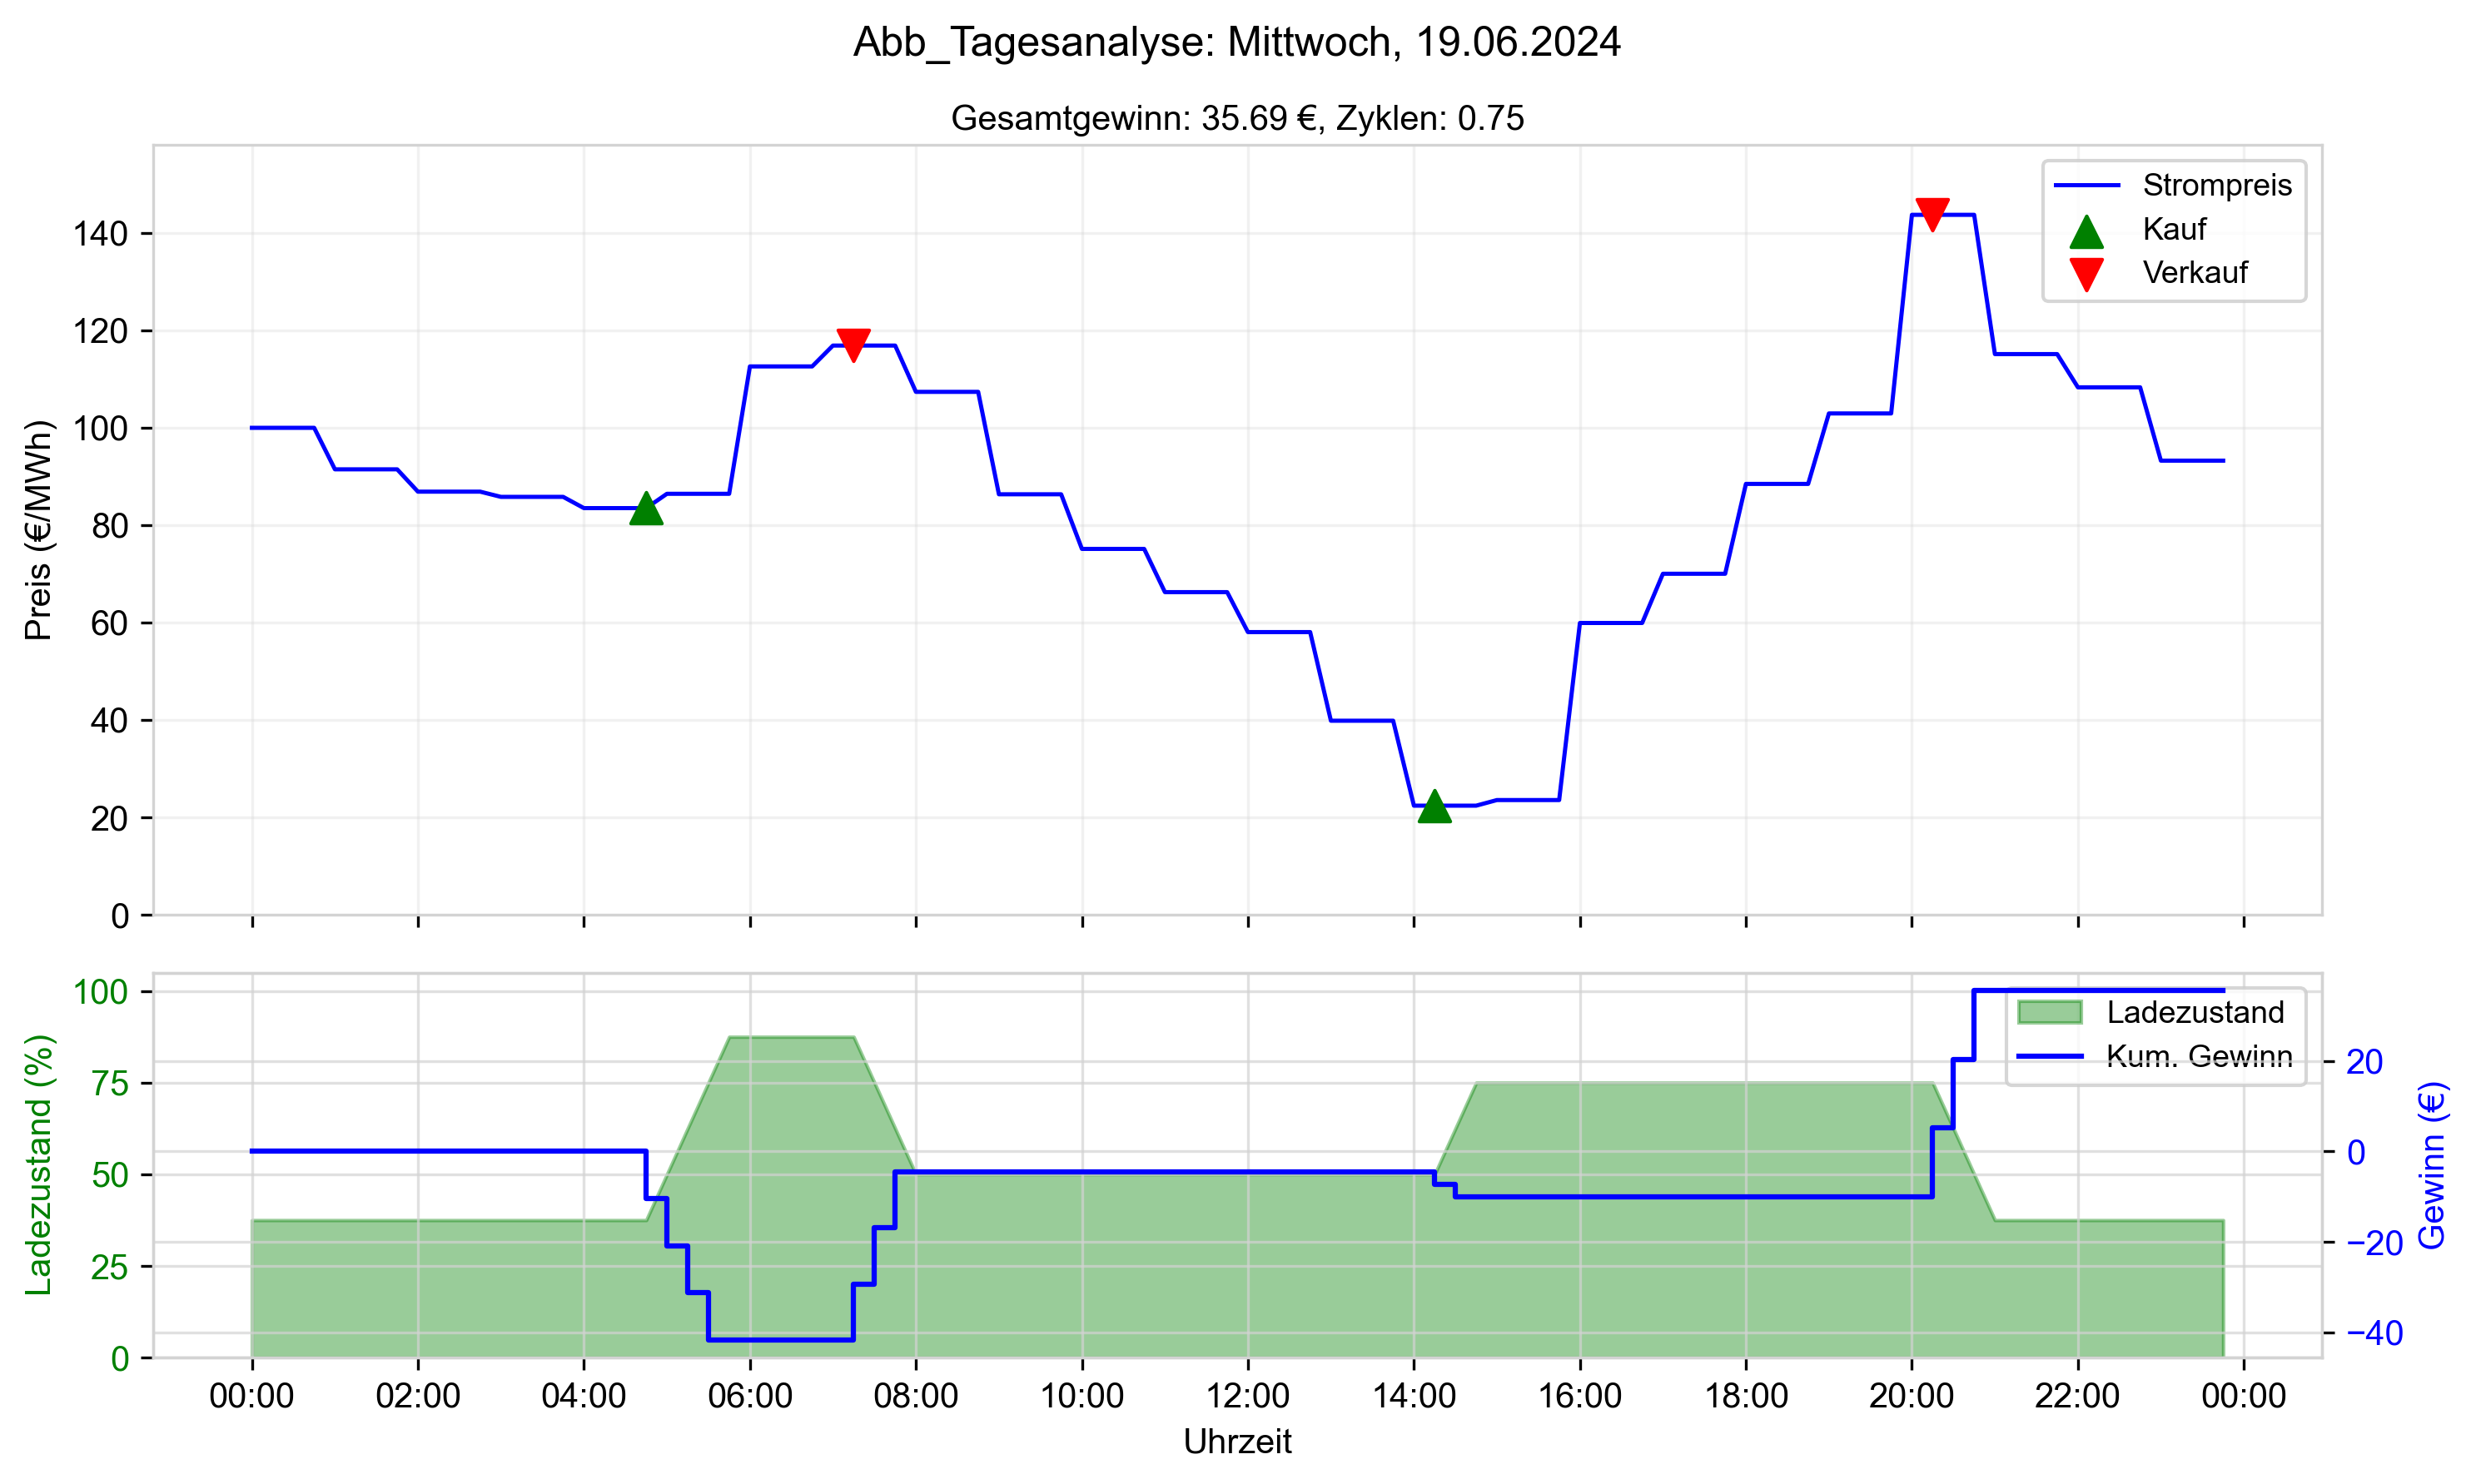 Abb_Tagesanalyse: Mittwoch, 19.06.2024
Gesamtgewinn: 35.69 €, Zyklen: 0.75
Preis (€/MWh)
140
120
100
80
60
40
20
0
Strompreis
Kauf
Verkauf
Ladezustand (%)
100
75
50
25
0
Ladezustand
Kum. Gewinn
20
0
−20
−40
Gewinn (€)
00:00 02:00 04:00 06:00 08:00 10:00 12:00 14:00 16:00 18:00 20:00 22:00 00:00
Uhrzeit